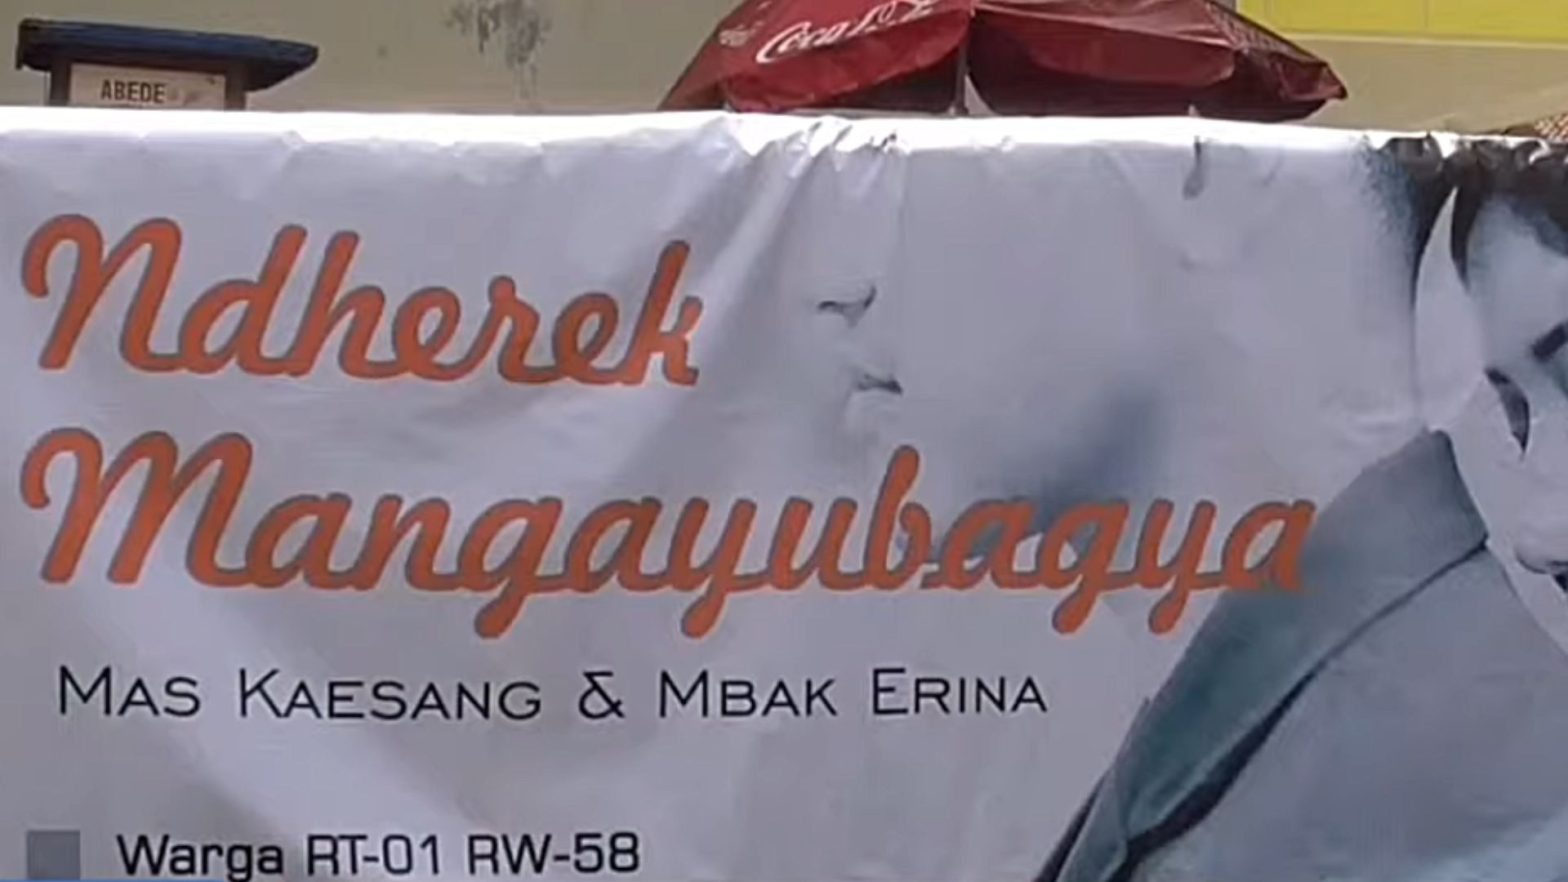 ABEDE
Coca-Cola
Ndherek
Mangayubagya
MAS KAESANG & MBAK ERINA
Warga RT-01 RW-58